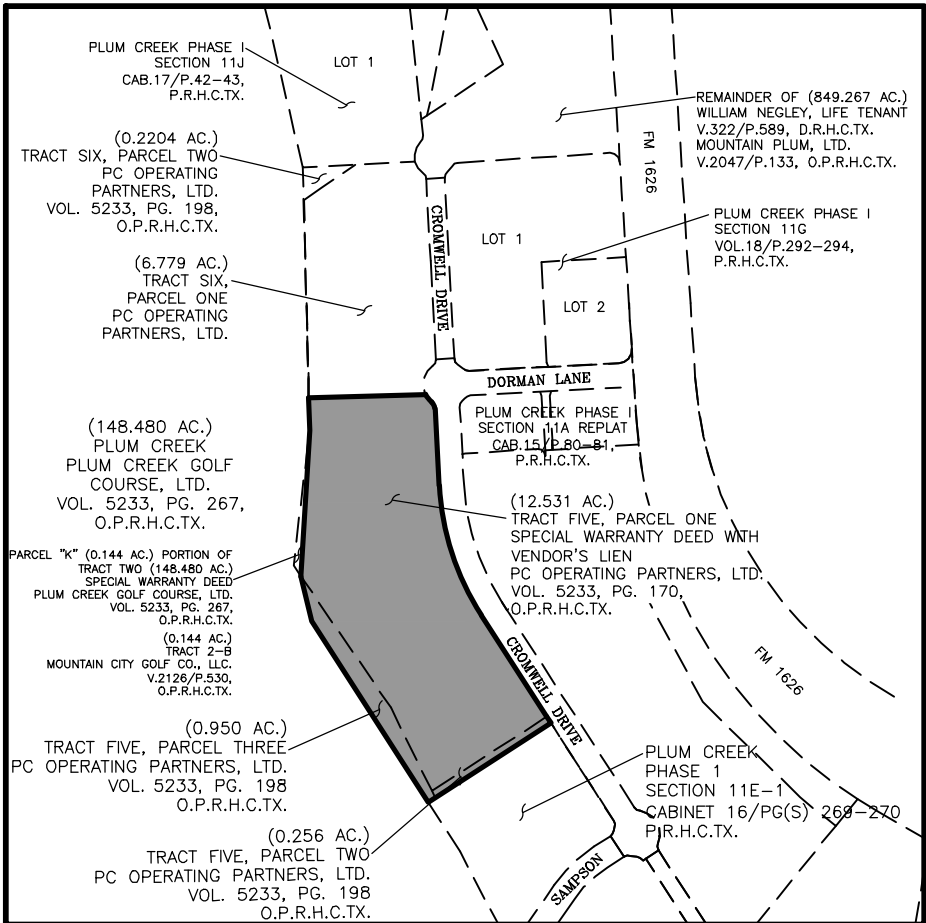 PLUM CREEK PHASE I
SECTION 11J
CAB.17/P.42-43,
P.R.H.C.TX.
LOT 1
REMAINDER OF (849.267 AC.)
WILLIAM NEGLEY, LIFE TENANT
V.322/P.589, D.R.H.C.TX.
MOUNTAIN PLUM, LTD.
V.2047/P.133, O.P.R.H.C.TX.
FM 1626
(0.2204 AC.)
TRACT SIX, PARCEL TWO
PC OPERATING
PARTNERS, LTD.
VOL. 5233, PG. 198,
O.P.R.H.C.TX.
CROMWELL DRIVE
LOT 1
PLUM CREEK PHASE I
SECTION 11G
VOL.18/P.292-294,
P.R.H.C.TX.
LOT 2
(6.779 AC.)
TRACT SIX,
PARCEL ONE
PC OPERATING
PARTNERS, LTD.
DORMAN LANE
PLUM CREEK PHASE I
SECTION 11A REPLAT
CAB.15/P.80-81,
P.R.H.C.TX.
(148.480 AC.)
PLUM CREEK
PLUM CREEK GOLF
COURSE, LTD.
VOL. 5233, PG. 267,
O.P.R.H.C.TX.
(12.531 AC.)
TRACT FIVE, PARCEL ONE
SPECIAL WARRANTY DEED WITH
VENDOR'S LIEN
PC OPERATING PARTNERS, LTD.
VOL. 5233, PG. 170,
O.P.R.H.C.TX.
PARCEL "K" (0.144 AC.) PORTION OF
TRACT TWO (148.480 AC.)
SPECIAL WARRANTY DEED
PLUM CREEK GOLF COURSE, LTD.
VOL. 5233, PG. 267,
O.P.R.H.C.TX.
(0.144 AC.)
TRACT 2-B
MOUNTAIN CITY GOLF CO., LLC.
V.2126/P.530,
O.P.R.H.C.TX.
CROMWELL DRIVE
FM 1626
(0.950 AC.)
TRACT FIVE, PARCEL THREE
PC OPERATING PARTNERS, LTD.
VOL. 5233, PG. 198
O.P.R.H.C.TX.
PLUM CREEK
PHASE 1
SECTION 11E-1
CABINET 16/PG(S) 269-270
P.R.H.C.TX.
(0.256 AC.)
TRACT FIVE, PARCEL TWO
PC OPERATING PARTNERS, LTD.
VOL. 5233, PG. 198
O.P.R.H.C.TX.
SAMPSON